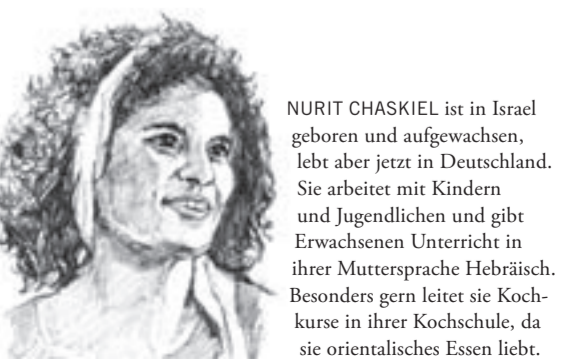 NURIT CHASKIEL ist in Israel
geboren und aufgewachsen,
lebt aber jetzt in Deutschland.
Sie arbeitet mit Kindern
und Jugendlichen und gibt
Erwachsenen Unterricht in
ihrer Muttersprache Hebräisch.
Besonders gern leitet sie Koch-
kurse in ihrer Kochschule, da
sie orientalisches Essen liebt.